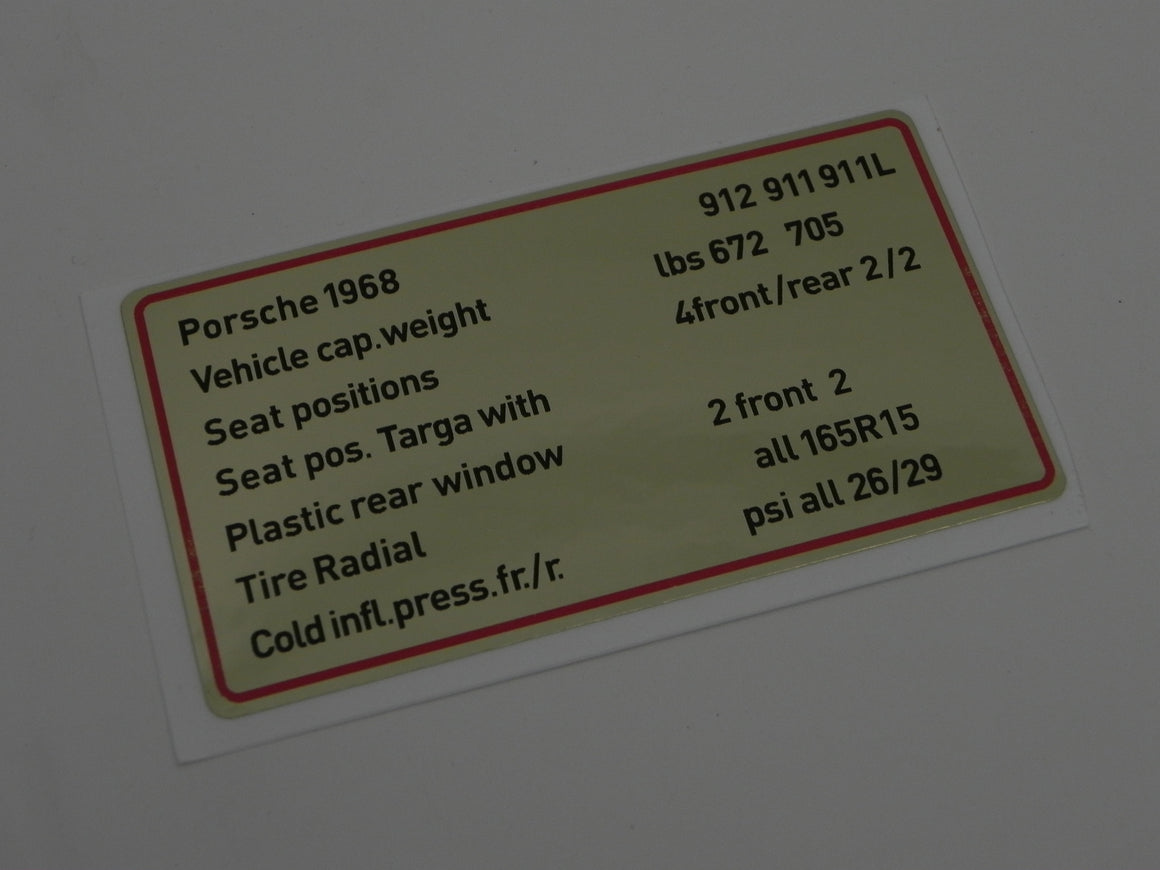 Porsche 1968 912 911 911L
Vehicle cap.weight lbs 672 705
Seat positions 4front/rear 2/2
Seat pos. Targa with
Plastic rear window 2 front 2
Tire Radial all 165R15
Cold infl.press.fr./r. psi all 26/29